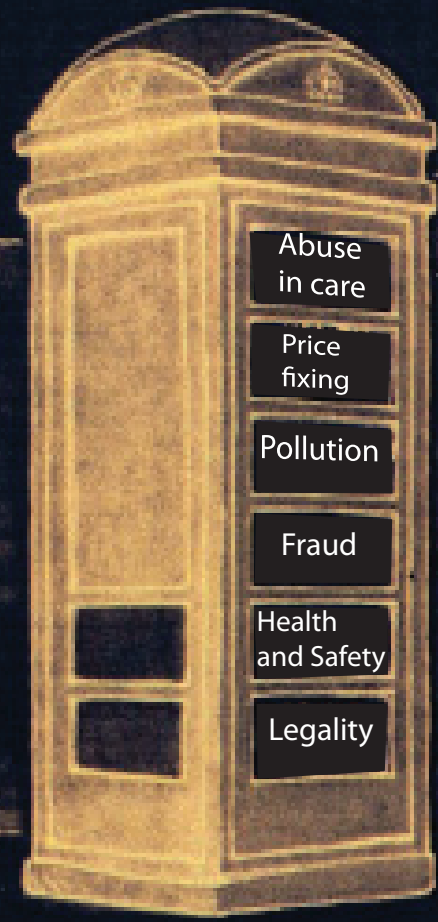 Abuse
in care
Price
fixing
Pollution
Fraud
Health
and Safety
Legality